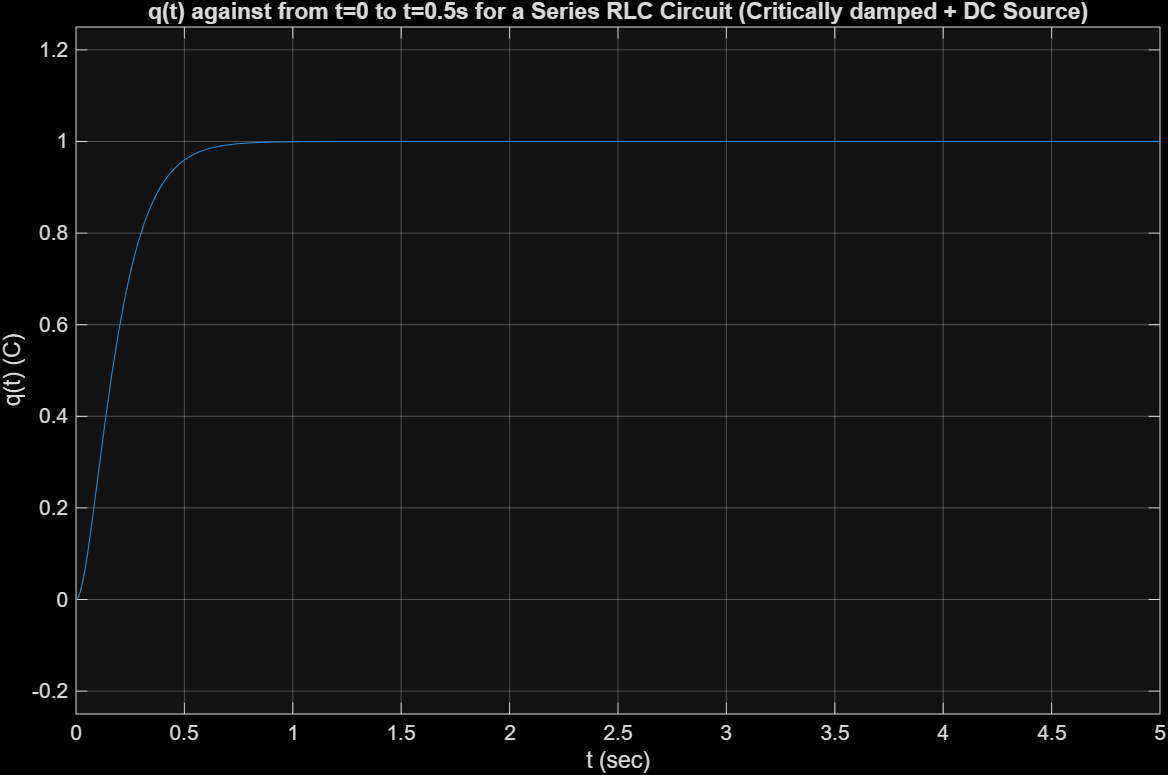 q(t) against from t=0 to t=0.5s for a Series RLC Circuit (Critically damped + DC Source)
1.2
1
0.8
0.6
0.4
0.2
0
-0.2
q(t) (C)
0 0.5 1 1.5 2 2.5 3 3.5 4 4.5 5
t (sec)